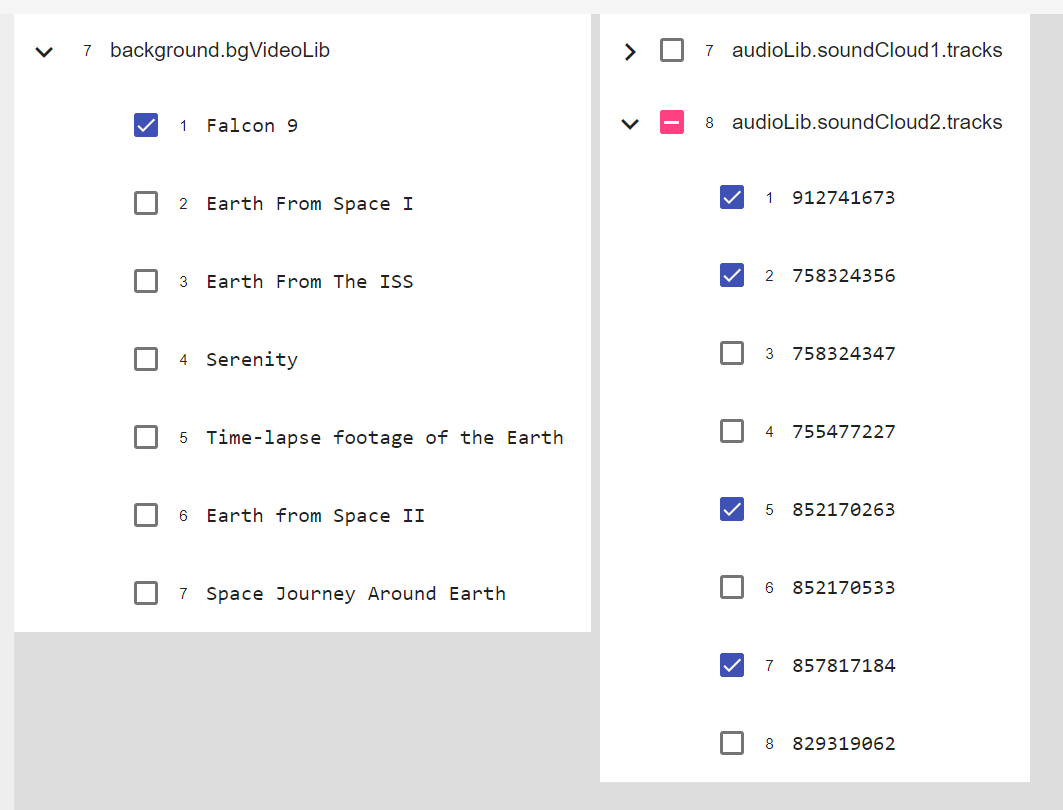 7 background.bgVideoLib
1 Falcon 9
2 Earth From Space I
3 Earth From The ISS
4 Serenity
5 Time-lapse footage of the Earth
6 Earth from Space II
7 Space Journey Around Earth
7 audioLib.soundCloud1.tracks
8 audioLib.soundCloud2.tracks
1 912741673
2 758324356
3 758324347
4 755477227
5 852170263
6 852170533
7 857817184
8 829319062